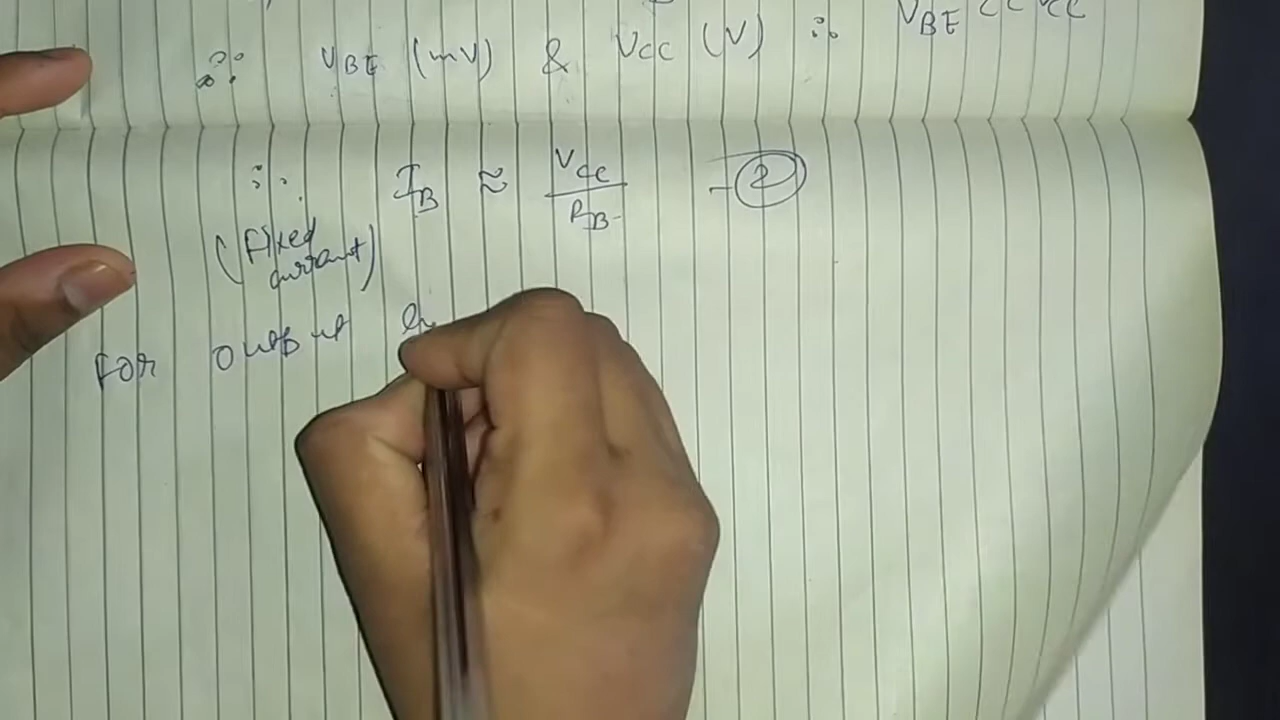 ∵ VBE (mV) & VCC (V) ∴ VBE << VCC
∴ IB ≈ VCC / RB -②
(Fixed current)
For output